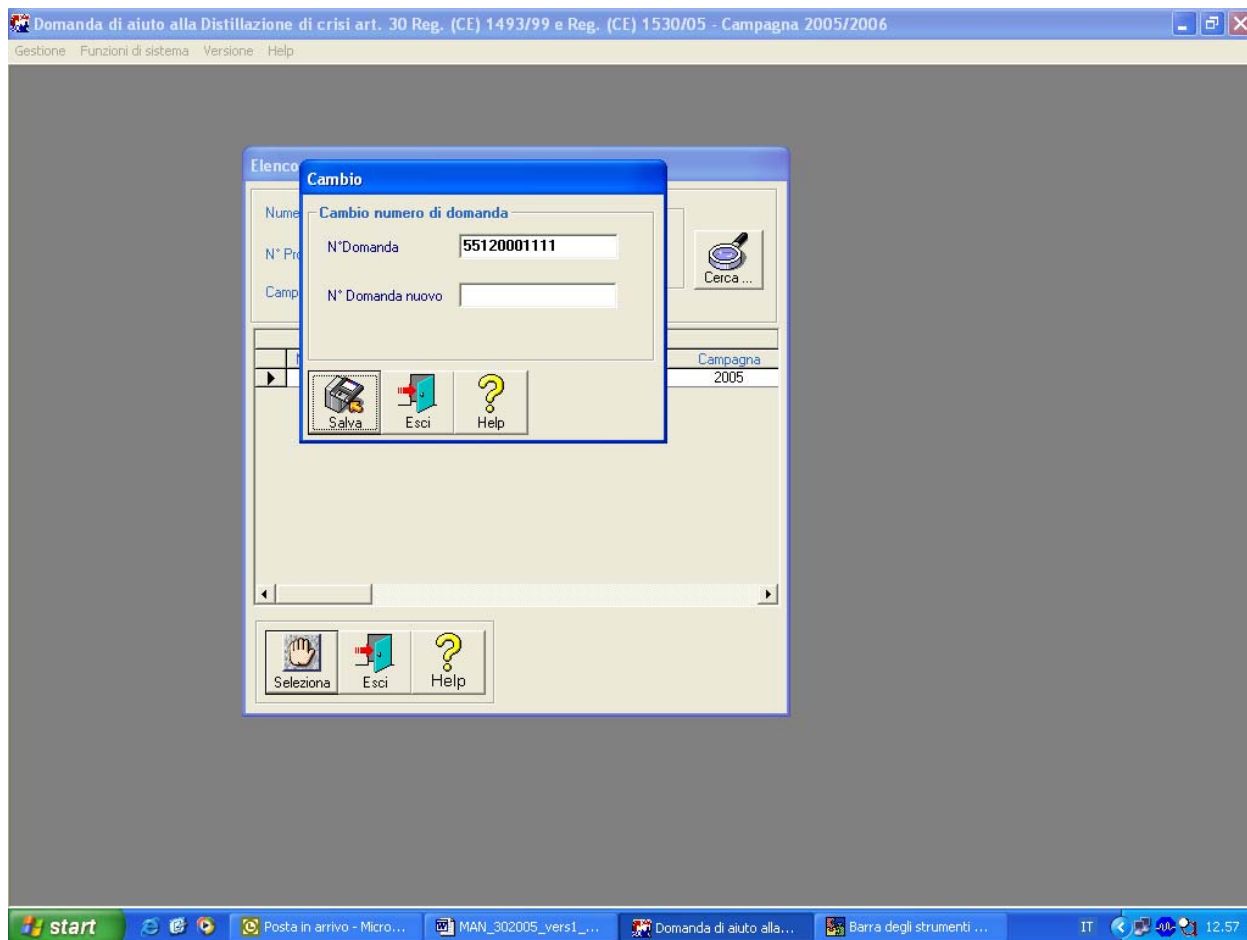 Domanda di aiuto alla Distillazione di crisi art. 30 Reg. (CE) 1493/99 e Reg. (CE) 1530/05 - Campagna 2005/2006
Gestione Funzioni di sistema Versione Help
Elenco
Cambio
Nume
Cambio numero di domanda
N° Pro
N°Domanda 55120001111
Cerca ...
Camp
N° Domanda nuovo
Campagna
2005
Salva Esci Help
Seleziona Esci Help
start Posta in arrivo - Micro... MAN_302005_vers1_... Domanda di aiuto alla... Barra degli strumenti ... IT 12.57